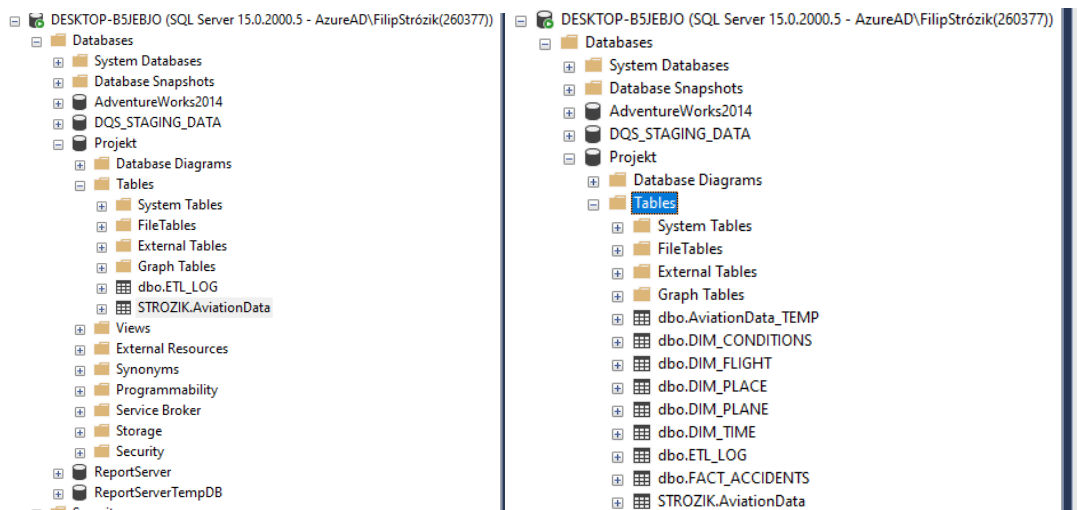 DESKTOP-B5JEBJO (SQL Server 15.0.2000.5 - AzureAD\FilipStrózik(260377))
Databases
System Databases
Database Snapshots
AdventureWorks2014
DQS_STAGING_DATA
Projekt
Database Diagrams
Tables
System Tables
FileTables
External Tables
Graph Tables
dbo.ETL_LOG
STROZIK.AviationData
Views
External Resources
Synonyms
Programmability
Service Broker
Storage
Security
ReportServer
ReportServerTempDB
DESKTOP-B5JEBJO (SQL Server 15.0.2000.5 - AzureAD\FilipStrózik(260377))
Databases
System Databases
Database Snapshots
AdventureWorks2014
DQS_STAGING_DATA
Projekt
Database Diagrams
Tables
System Tables
FileTables
External Tables
Graph Tables
dbo.AviationData_TEMP
dbo.DIM_CONDITIONS
dbo.DIM_FLIGHT
dbo.DIM_PLACE
dbo.DIM_PLANE
dbo.DIM_TIME
dbo.ETL_LOG
dbo.FACT_ACCIDENTS
STROZIK.AviationData